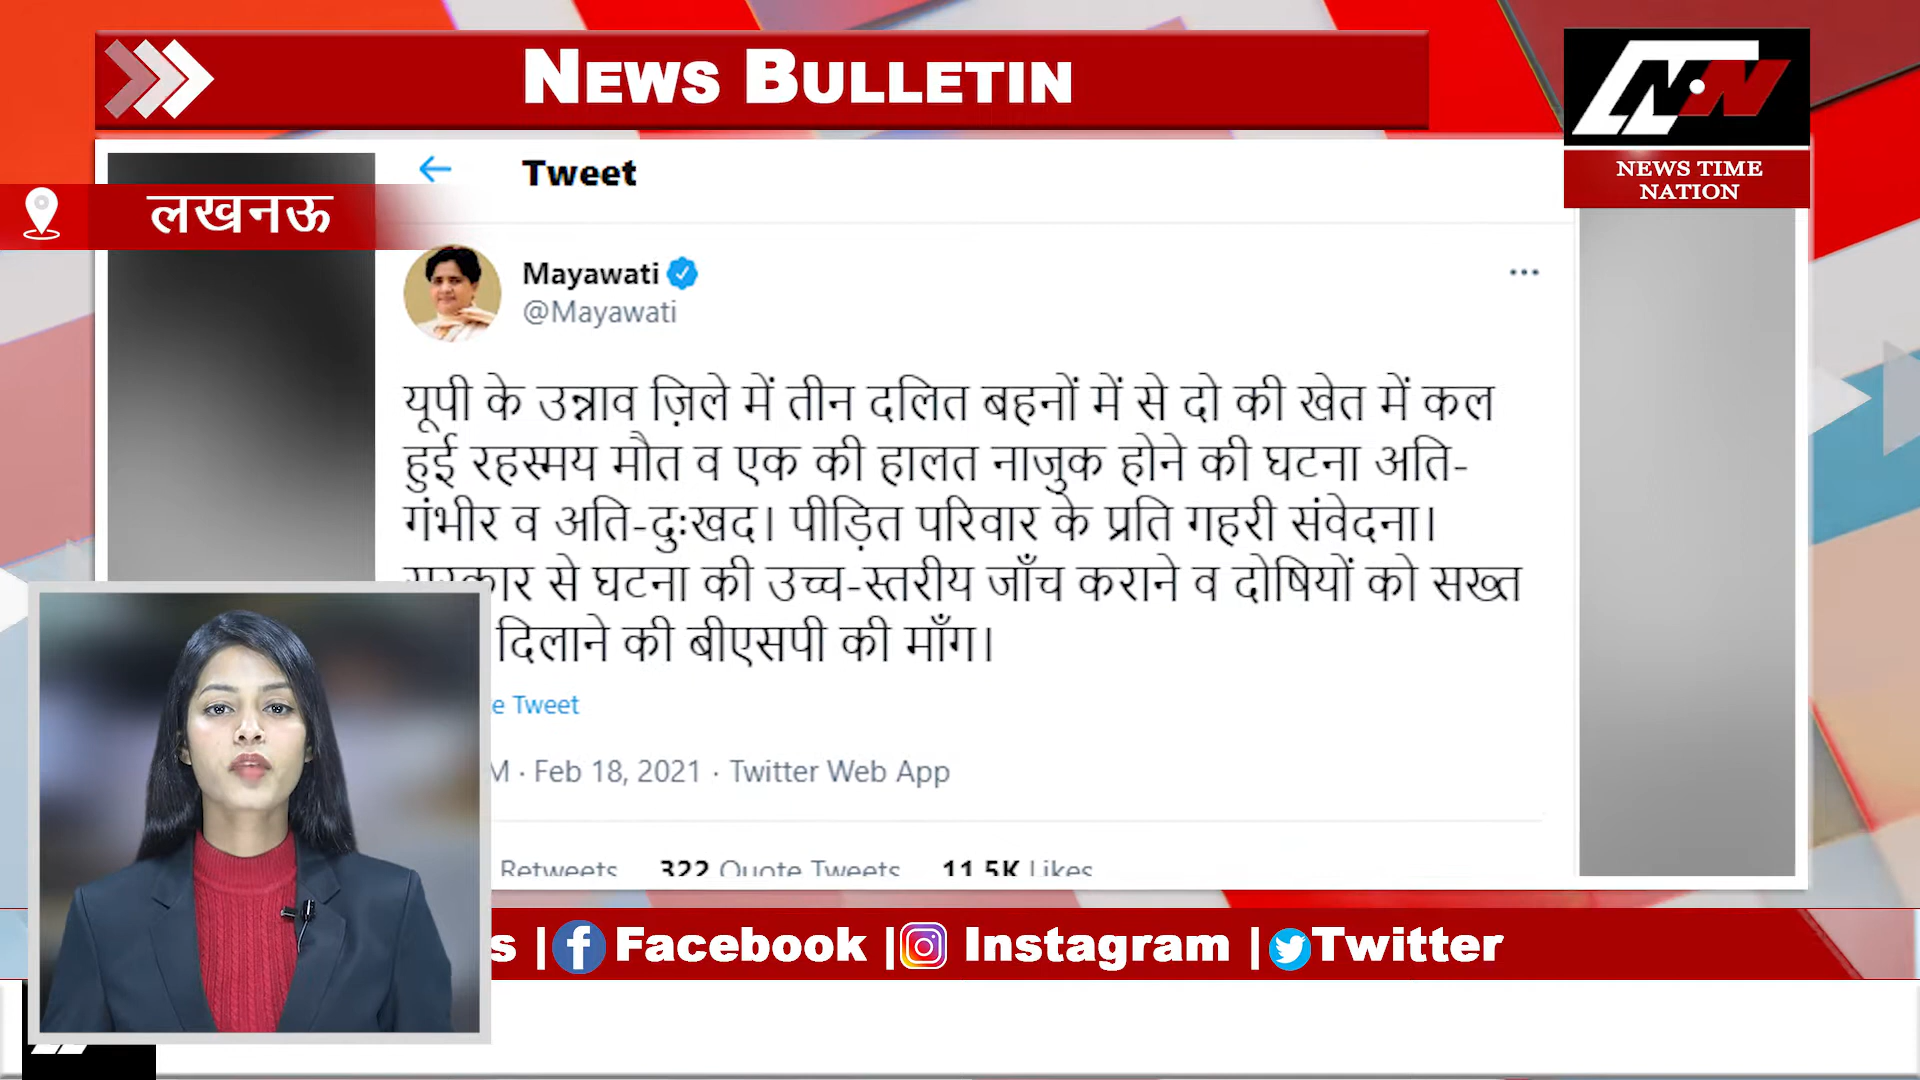 NEWS BULLETIN
NEWS TIME
NATION
लखनऊ
Tweet
Mayawati
@Mayawati
यूपी के उन्नाव ज़िले में तीन दलित बहनों में से दो की खेत में कल
हुई रहस्मय मौत व एक की हालत नाजुक होने की घटना अति-
गंभीर व अति-दुःखद। पीड़ित परिवार के प्रति गहरी संवेदना।
से घटना की उच्च-स्तरीय जाँच कराने व दोषियों को सख्त
दिलाने की बीएसपी की माँग।
Tweet
· Feb 18, 2021 · Twitter Web App
Retweets 322 Quote Tweets 11.5K Likes
| Facebook | Instagram | Twitter